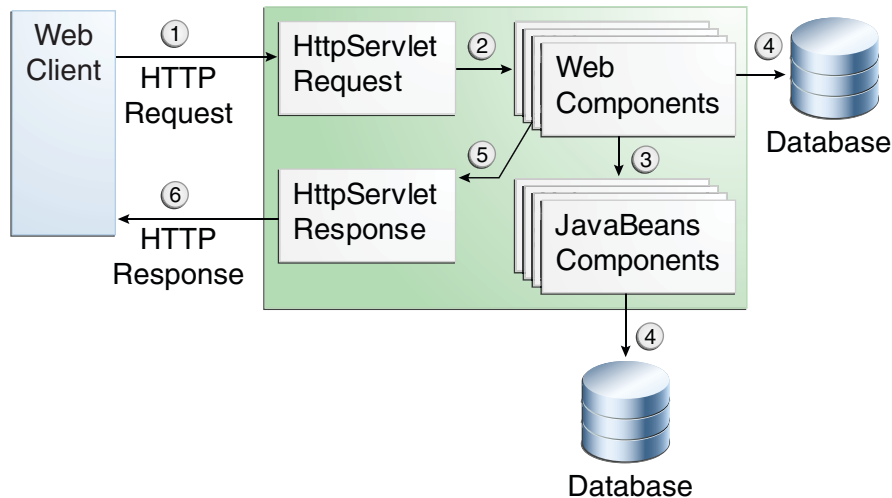 Web
Client
1
HTTP
Request
HttpServlet
Request
2
Web
Components
4
Database
3
5
HttpServlet
Response
6
HTTP
Response
JavaBeans
Components
4
Database